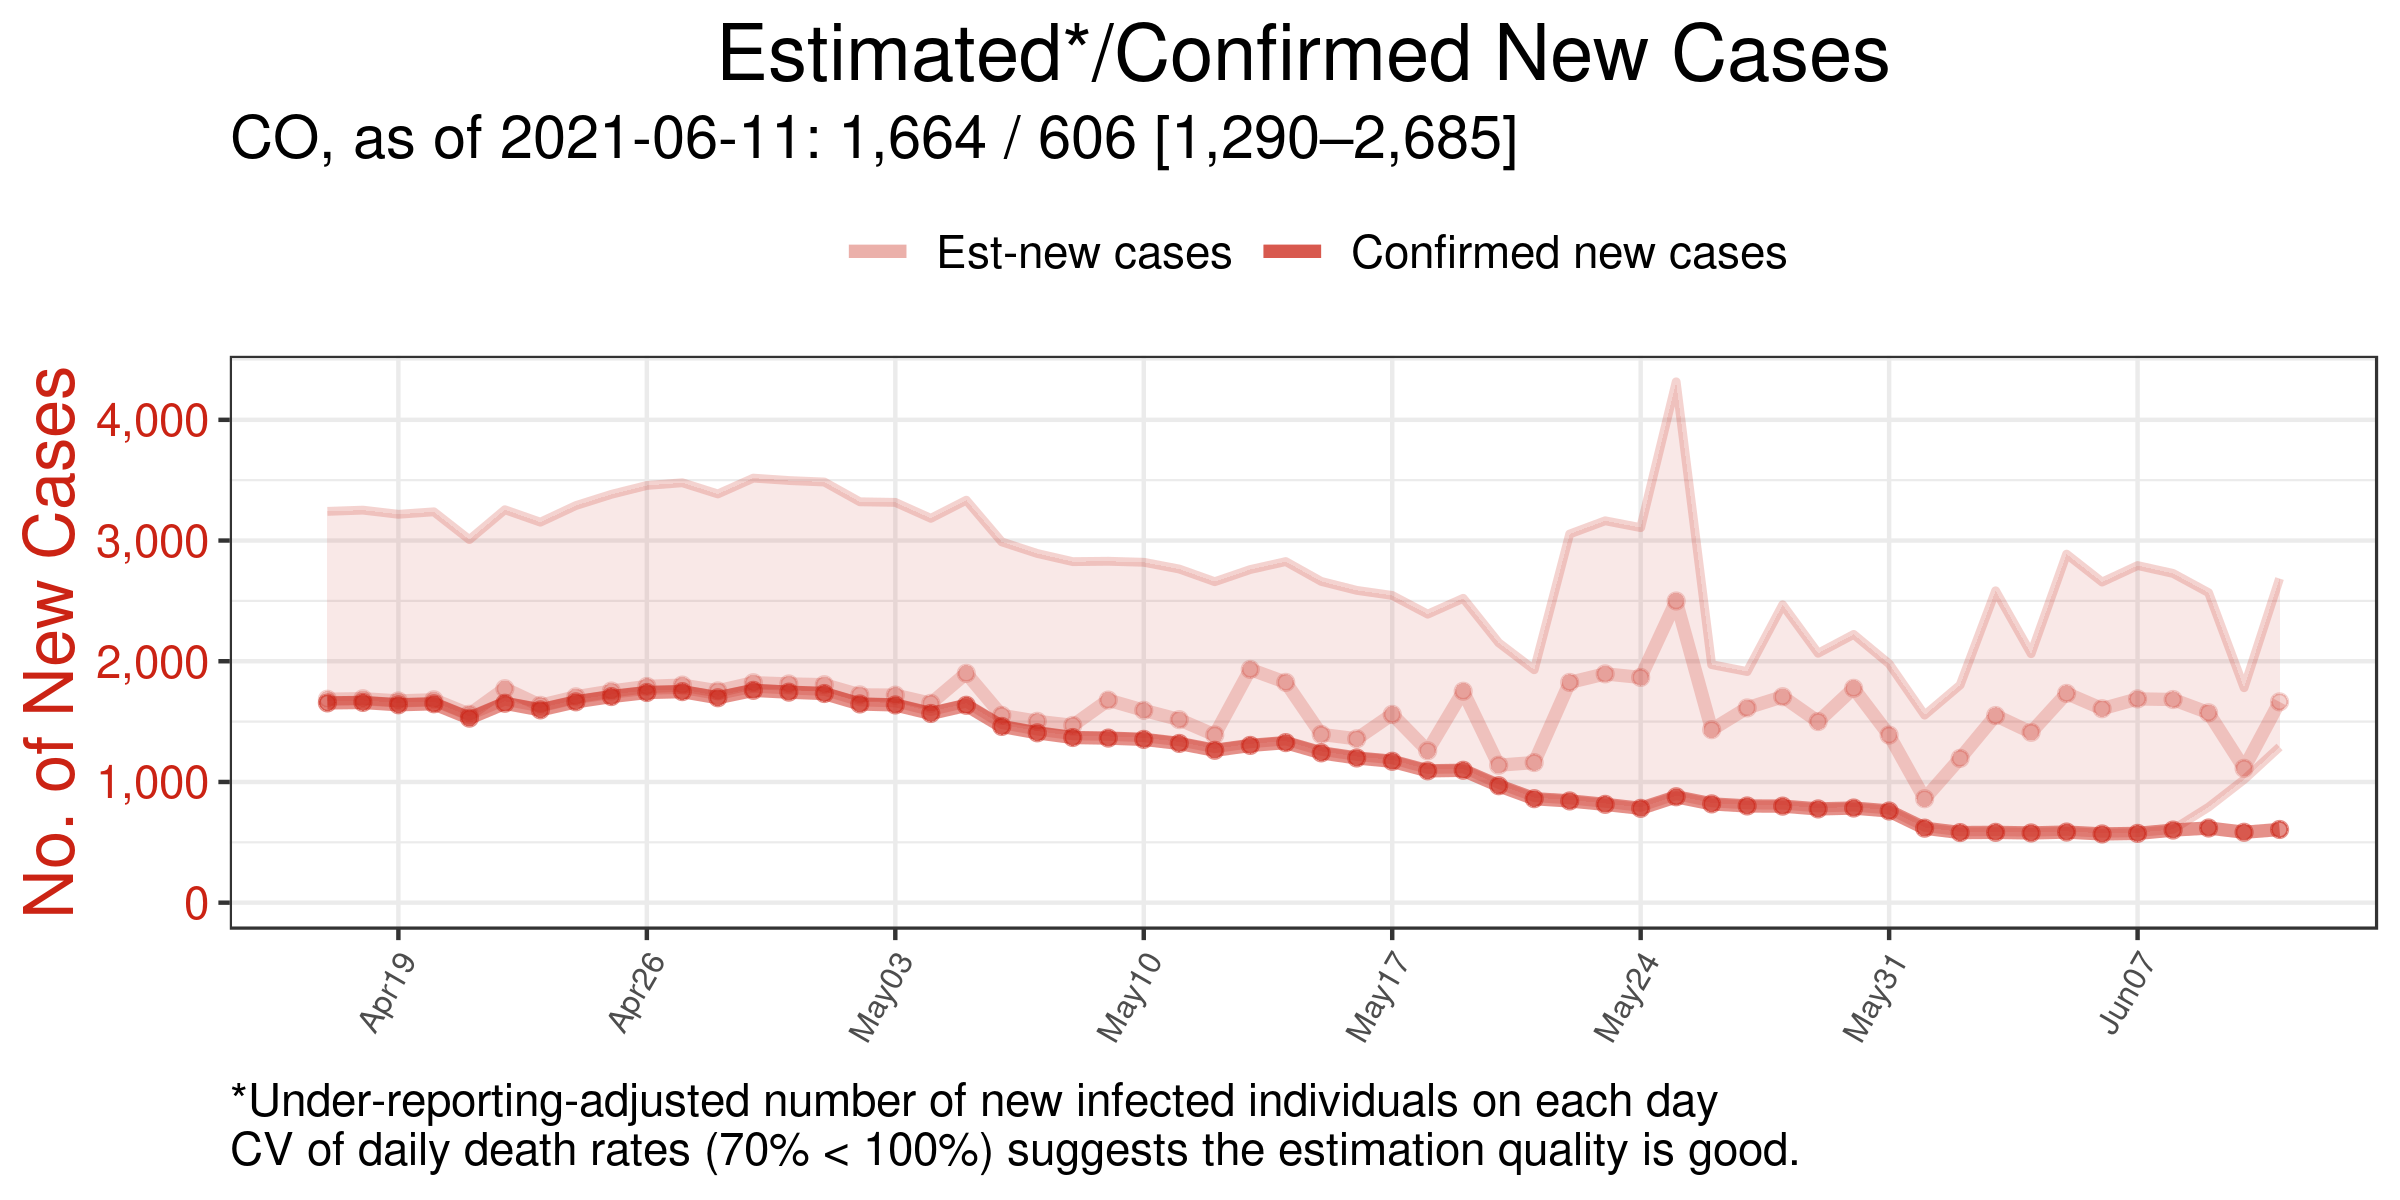 Estimated*/Confirmed New Cases
CO, as of 2021-06-11: 1,664 / 606 [1,290–2,685]
Est-new cases
Confirmed new cases
No. of New Cases
4,000
3,000
2,000
1,000
0
Apr19
Apr26
May03
May10
May17
May24
May31
Jun07
*Under-reporting-adjusted number of new infected individuals on each day
CV of daily death rates (70% < 100%) suggests the estimation quality is good.